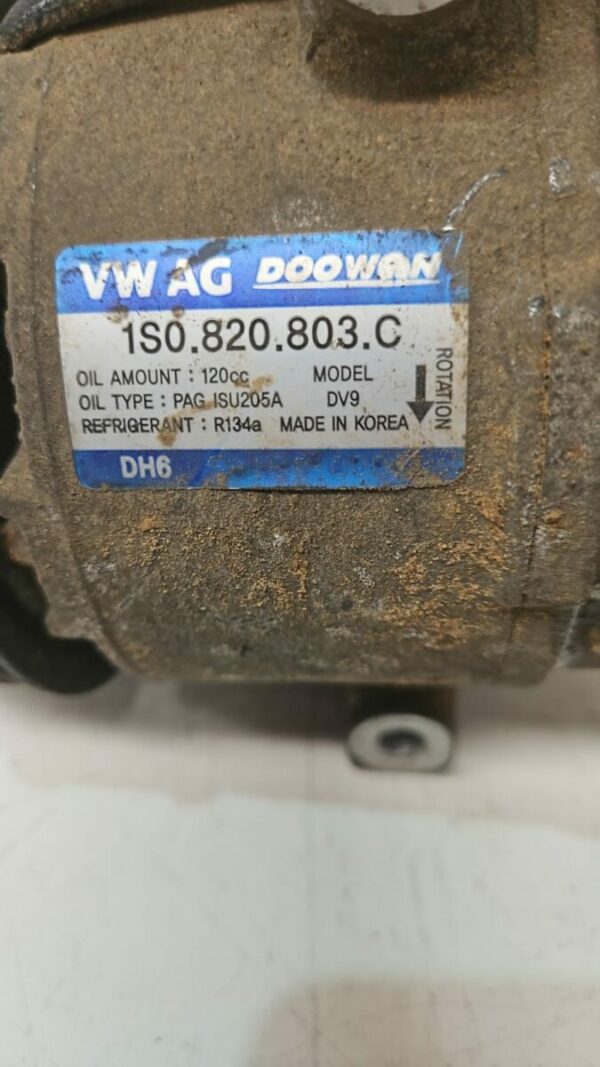 VW AG DOOWON
1S0.820.803.C
OIL AMOUNT : 120cc MODEL
OIL TYPE : PAG ISU205A DV9
REFRIGERANT : R134a MADE IN KOREA
ROTATION
DH6